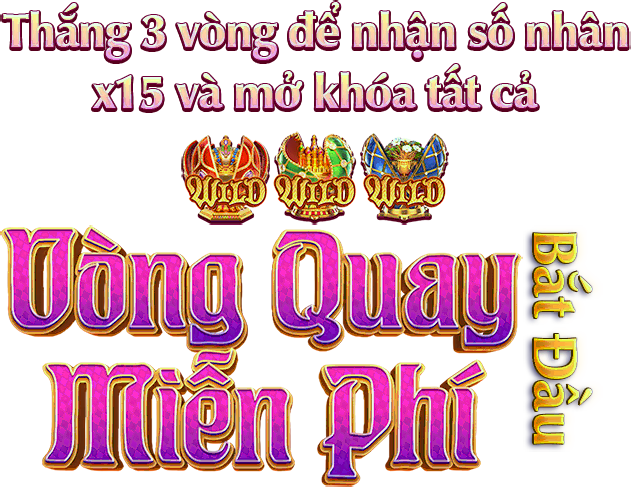 Thắng 3 vòng để nhận số nhân
x15 và mở khóa tất cả
WILD WILD WILD
Vòng Quay
Miễn Phí
Bắt Đầu